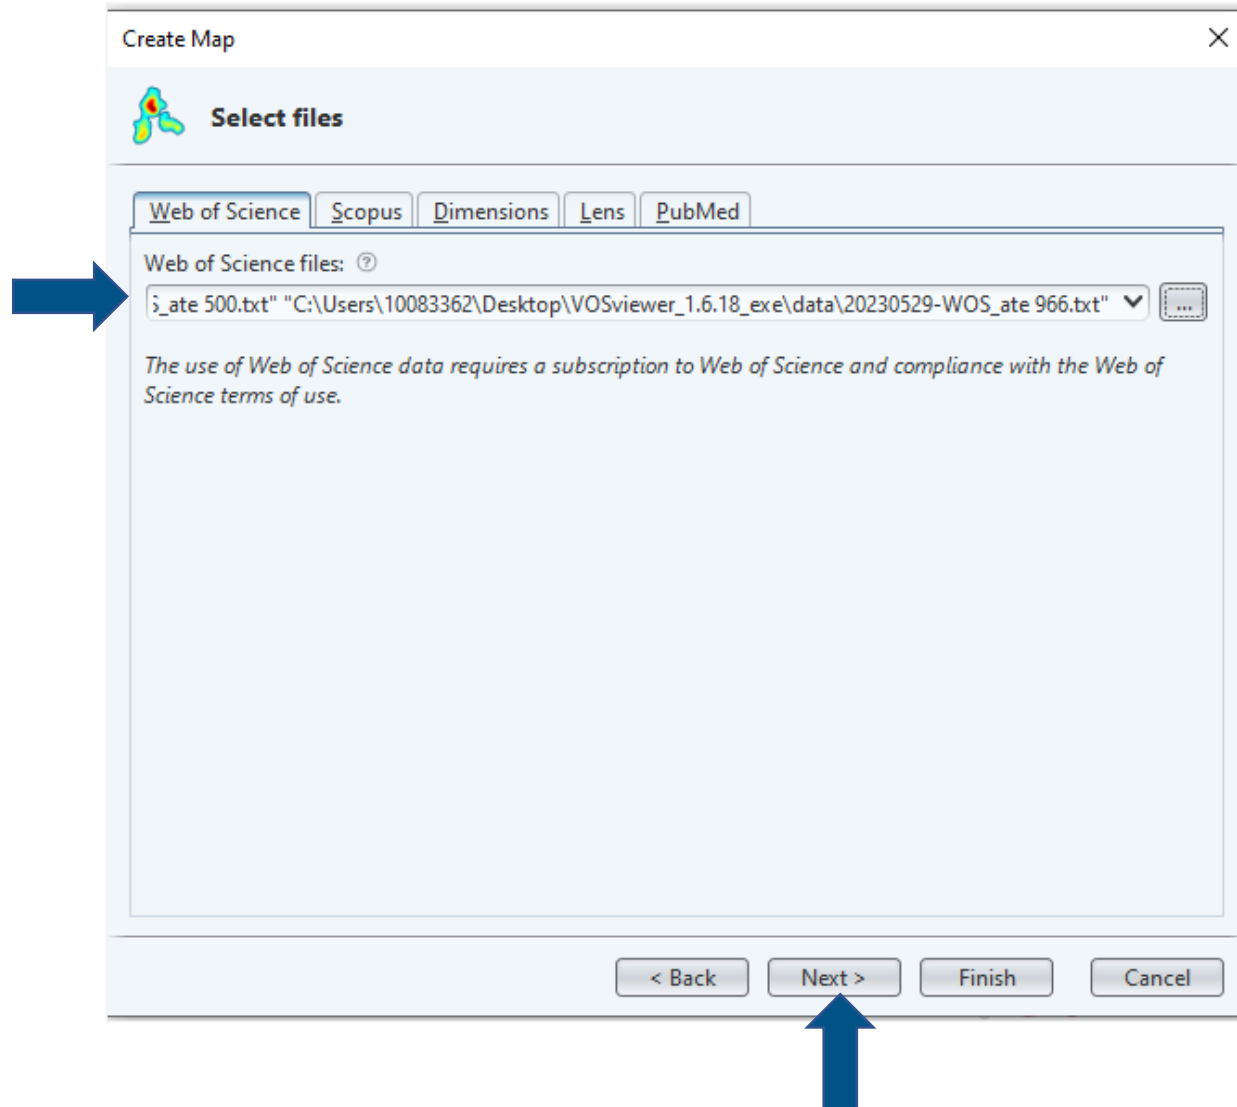 Create Map
Select files
Web of Science Scopus Dimensions Lens PubMed
Web of Science files: ?
_ate 500.txt" "C:\Users\10083362\Desktop\VOSviewer_1.6.18_exe\data\20230529-WOS_ate 966.txt" ...
The use of Web of Science data requires a subscription to Web of Science and compliance with the Web of
Science terms of use.
< Back Next > Finish Cancel